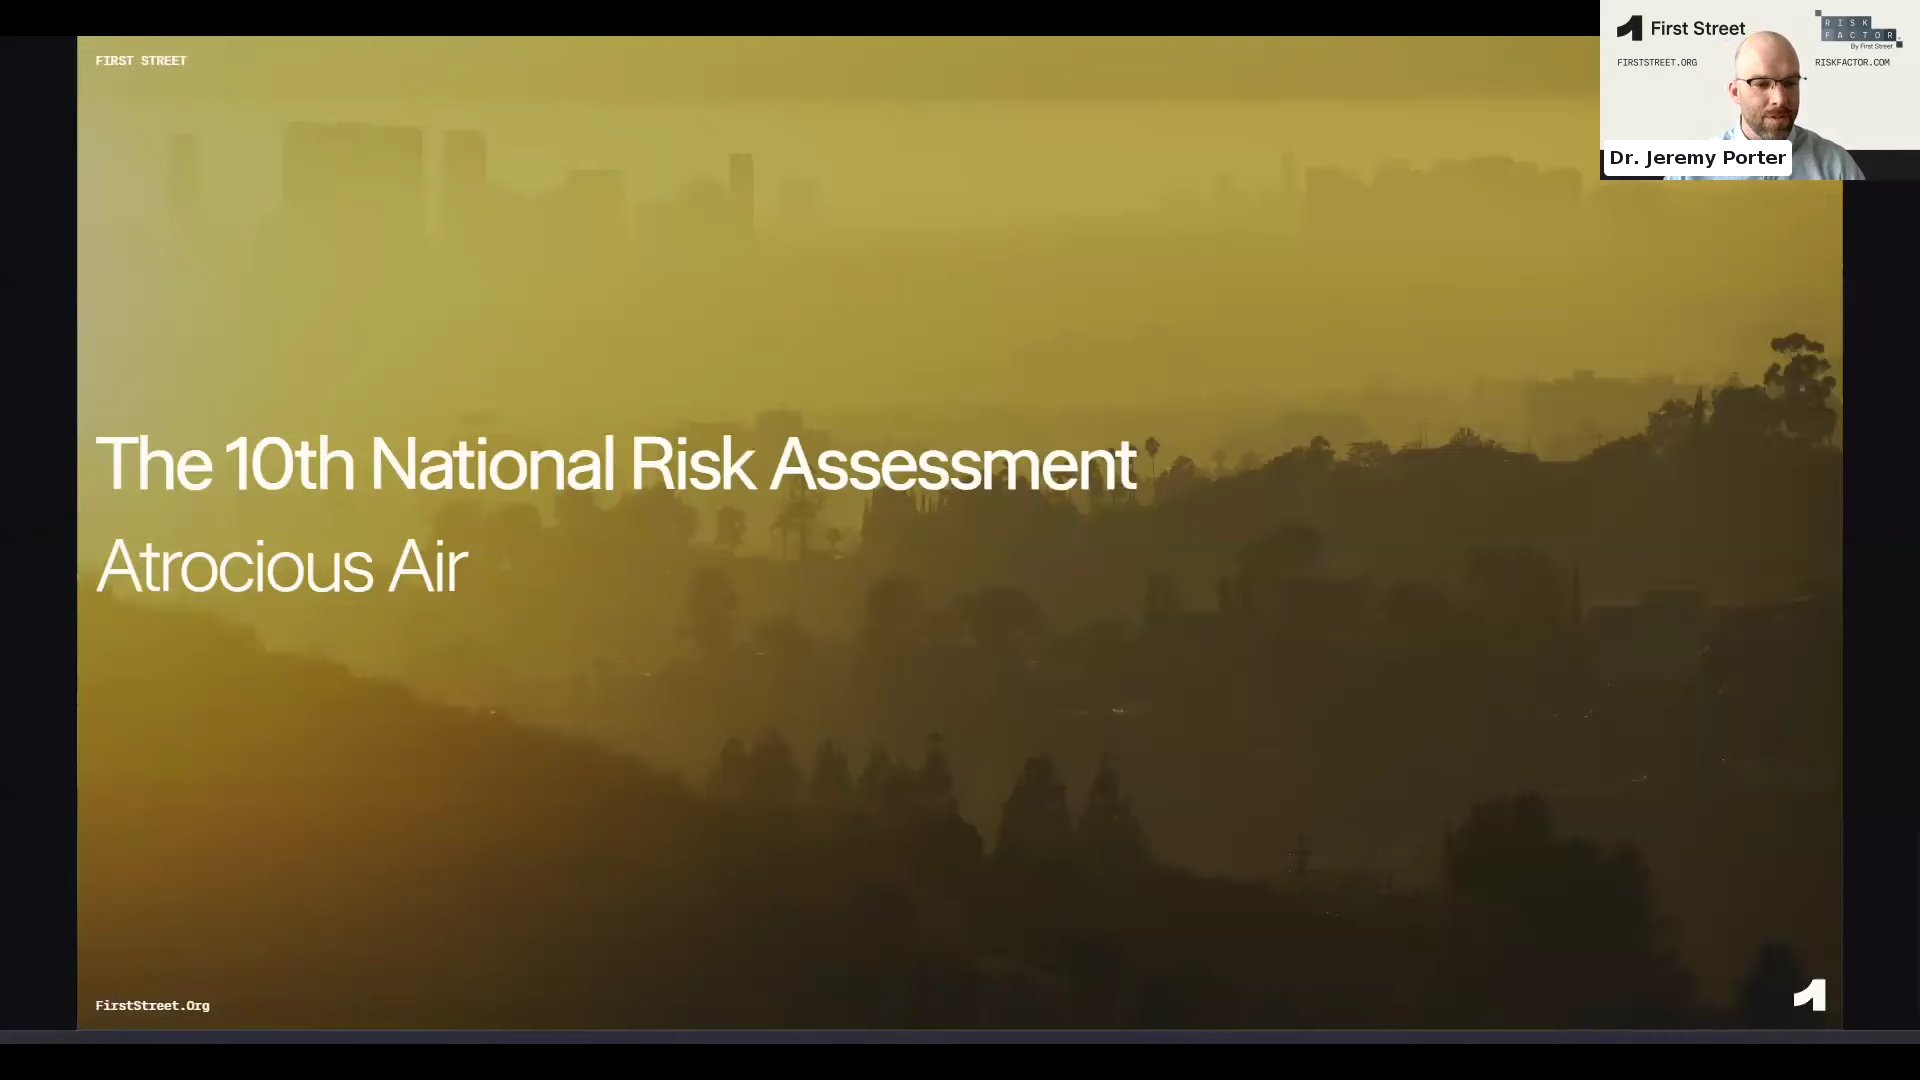 FIRST STREET
The 10th National Risk Assessment
Atrocious Air
FirstStreet.Org
First Street
FIRSTSTREET.ORG
RISK
FACTOR
By First Street
RISKFACTOR.COM
Dr. Jeremy Porter